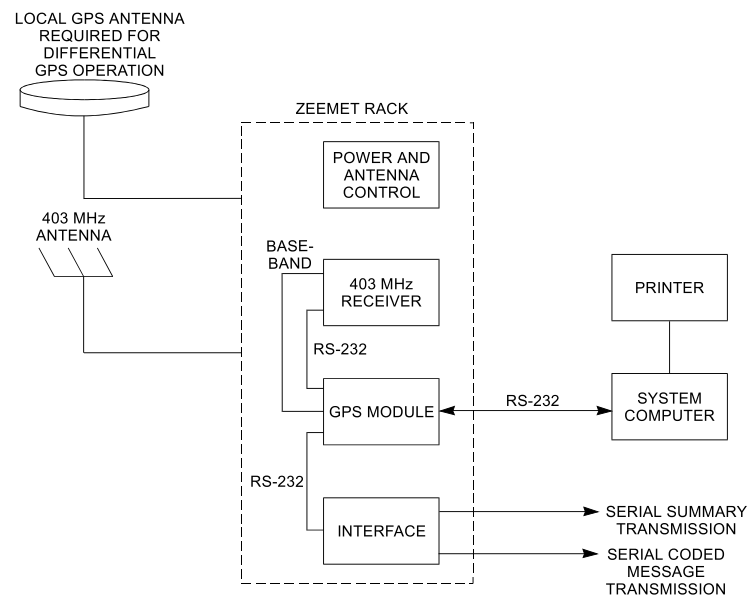 LOCAL GPS ANTENNA
REQUIRED FOR
DIFFERENTIAL
GPS OPERATION
ZEEMET RACK
POWER AND
ANTENNA
CONTROL
403 MHz
ANTENNA
BASE-
BAND
403 MHz
RECEIVER
PRINTER
RS-232
GPS MODULE
RS-232
SYSTEM
COMPUTER
RS-232
INTERFACE
SERIAL SUMMARY
TRANSMISSION
SERIAL CODED
MESSAGE
TRANSMISSION